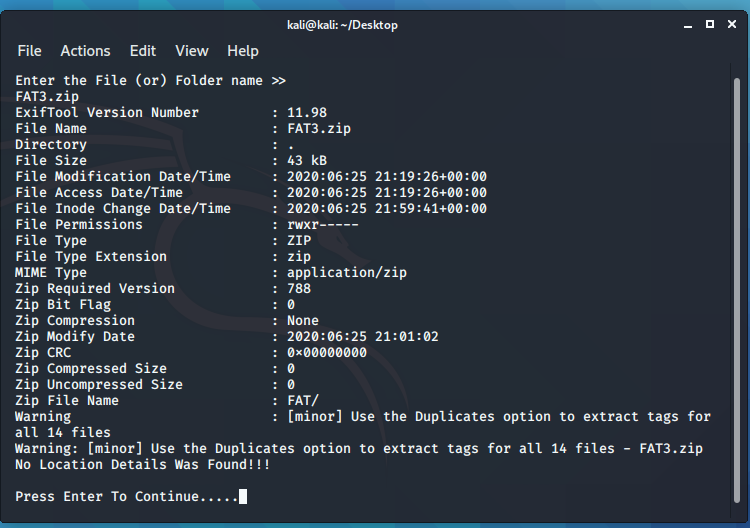 kali@kali: ~/Desktop
File Actions Edit View Help
Enter the File (or) Folder name >>
FAT3.zip
ExifTool Version Number : 11.98
File Name : FAT3.zip
Directory : .
File Size : 43 kB
File Modification Date/Time : 2020:06:25 21:19:26+00:00
File Access Date/Time : 2020:06:25 21:19:26+00:00
File Inode Change Date/Time : 2020:06:25 21:59:41+00:00
File Permissions : rwxr-----
File Type : ZIP
File Type Extension : zip
MIME Type : application/zip
Zip Required Version : 788
Zip Bit Flag : 0
Zip Compression : None
Zip Modify Date : 2020:06:25 21:01:02
Zip CRC : 0x00000000
Zip Compressed Size : 0
Zip Uncompressed Size : 0
Zip File Name : FAT/
Warning : [minor] Use the Duplicates option to extract tags for
all 14 files
Warning: [minor] Use the Duplicates option to extract tags for all 14 files - FAT3.zip
No Location Details Was Found!!!
Press Enter To Continue.....